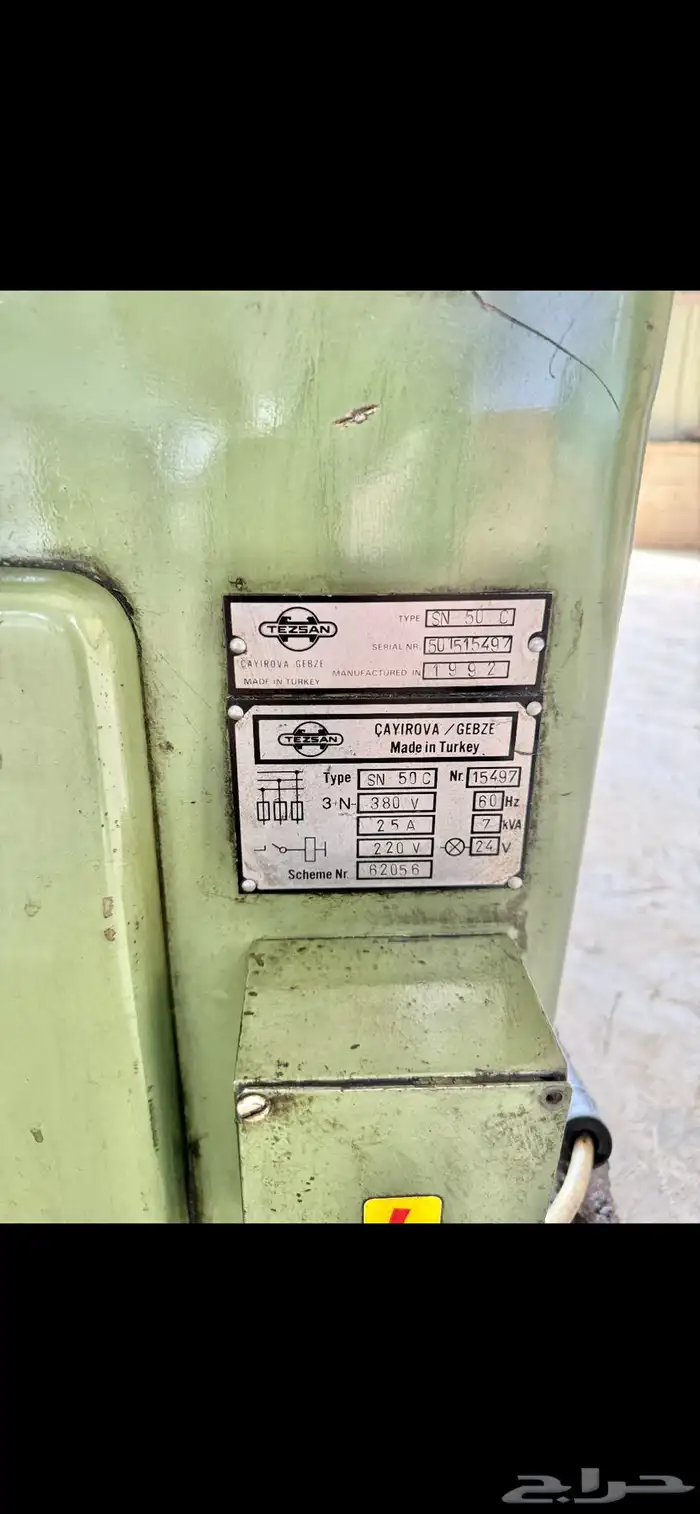 TEZSAN
TYPE SN 50 C
SERIAL NR. 50 515497
ÇAYIROVA GEBZE MANUFACTURED IN 1992
MADE IN TURKEY
TEZSAN ÇAYIROVA / GEBZE
Made in Turkey
Type SN 50 C Nr. 15497
3+N- 380 V 60 Hz
25 A 7 kVA
220 V 24 V
Scheme Nr 62056
حراج